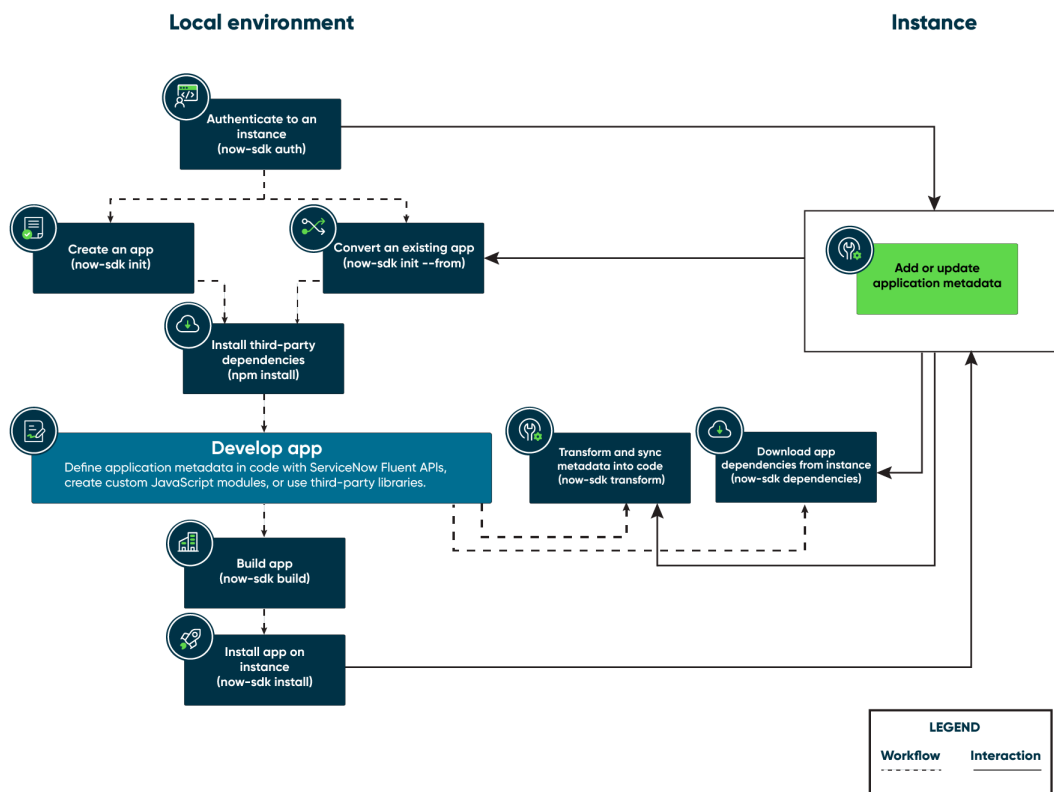 Local environment
Instance
Authenticate to an
instance
(now-sdk auth)
Create an app
(now-sdk init)
Convert an existing app
(now-sdk init --from)
Add or update
application metadata
Install third-party
dependencies
(npm install)
Develop app
Define application metadata in code with ServiceNow Fluent APIs,
create custom JavaScript modules, or use third-party libraries.
Transform and sync
metadata into code
(now-sdk transform)
Download app
dependencies from instance
(now-sdk dependencies)
Build app
(now-sdk build)
Install app on
instance
(now-sdk install)
LEGEND
Workflow
Interaction